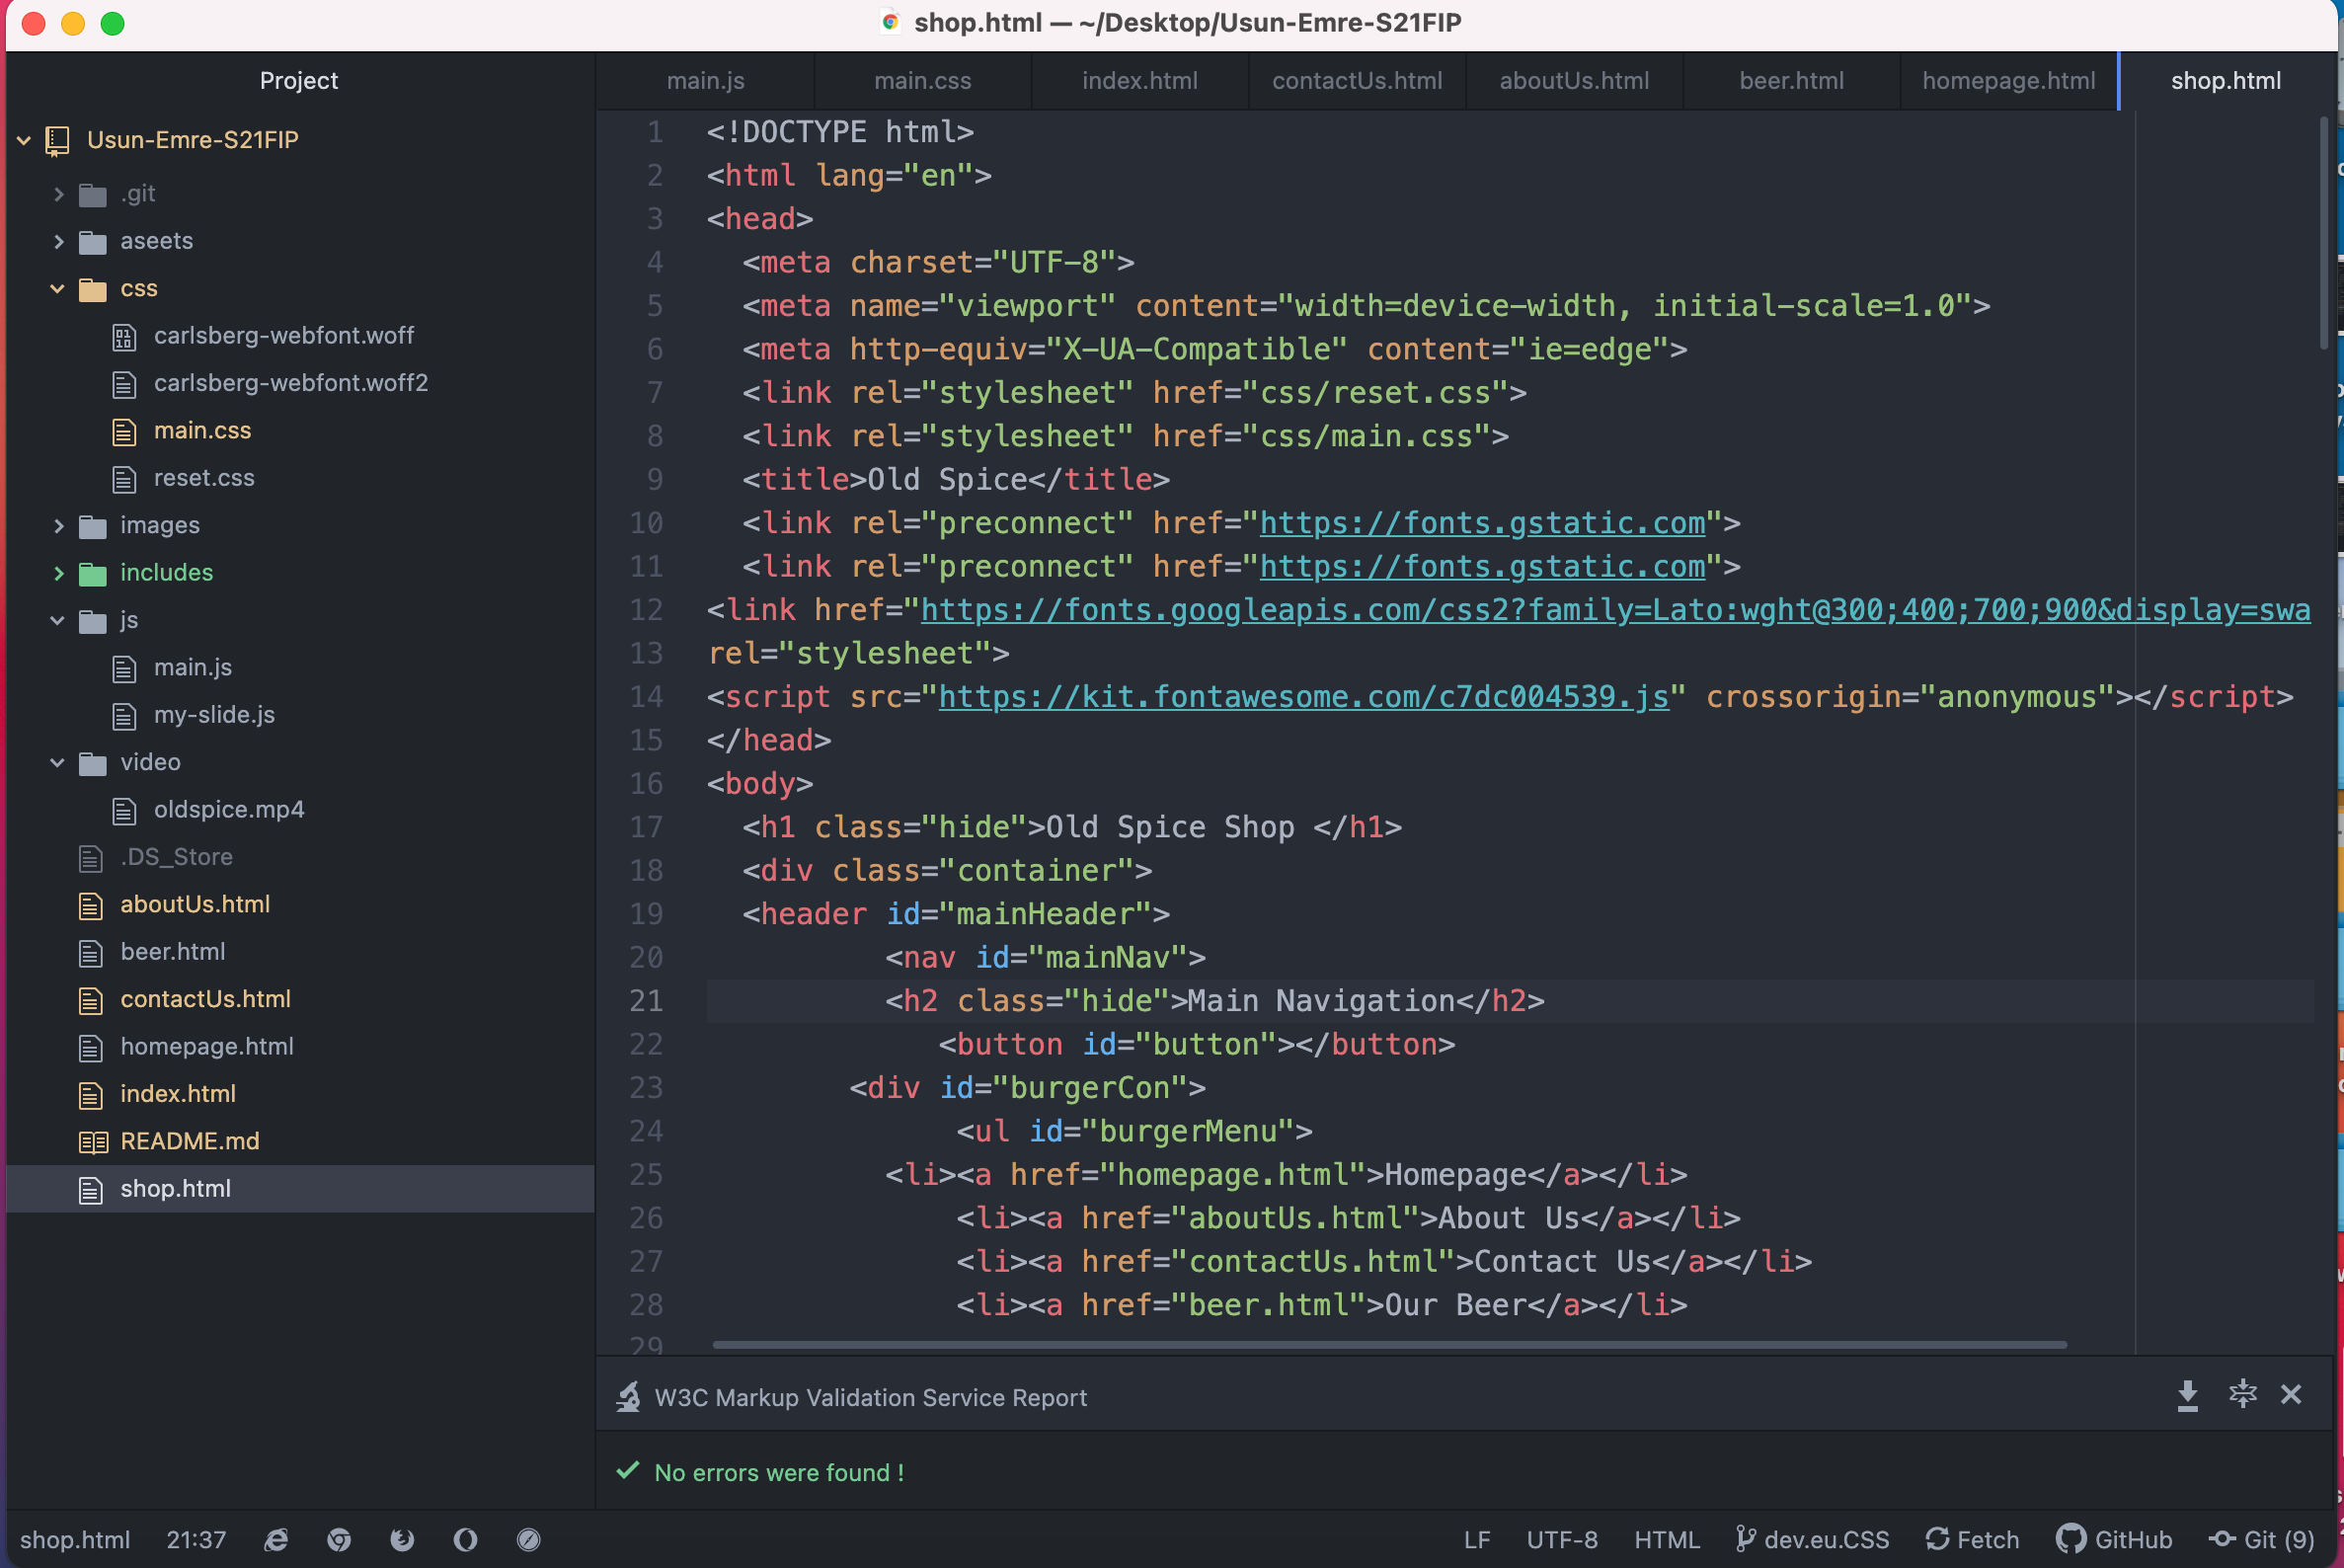 shop.html — ~/Desktop/Usun-Emre-S21FIP
Project
Usun-Emre-S21FIP
.git
aseets
css
carlsberg-webfont.woff
carlsberg-webfont.woff2
main.css
reset.css
images
includes
js
main.js
my-slide.js
video
oldspice.mp4
.DS_Store
aboutUs.html
beer.html
contactUs.html
homepage.html
index.html
README.md
shop.html
main.js main.css index.html contactUs.html aboutUs.html beer.html homepage.html shop.html
1 <!DOCTYPE html>
2 <html lang="en">
3 <head>
4 <meta charset="UTF-8">
5 <meta name="viewport" content="width=device-width, initial-scale=1.0">
6 <meta http-equiv="X-UA-Compatible" content="ie=edge">
7 <link rel="stylesheet" href="css/reset.css">
8 <link rel="stylesheet" href="css/main.css">
9 <title>Old Spice</title>
10 <link rel="preconnect" href="https://fonts.gstatic.com">
11 <link rel="preconnect" href="https://fonts.gstatic.com">
12 <link href="https://fonts.googleapis.com/css2?family=Lato:wght@300;400;700;900&display=swa
13 rel="stylesheet">
14 <script src="https://kit.fontawesome.com/c7dc004539.js" crossorigin="anonymous"></script>
15 </head>
16 <body>
17 <h1 class="hide">Old Spice Shop </h1>
18 <div class="container">
19 <header id="mainHeader">
20 <nav id="mainNav">
21 <h2 class="hide">Main Navigation</h2>
22 <button id="button"></button>
23 <div id="burgerCon">
24 <ul id="burgerMenu">
25 <li><a href="homepage.html">Homepage</a></li>
26 <li><a href="aboutUs.html">About Us</a></li>
27 <li><a href="contactUs.html">Contact Us</a></li>
28 <li><a href="beer.html">Our Beer</a></li>
29
W3C Markup Validation Service Report
No errors were found !
shop.html 21:37 LF UTF-8 HTML dev.eu.CSS Fetch GitHub Git (9)